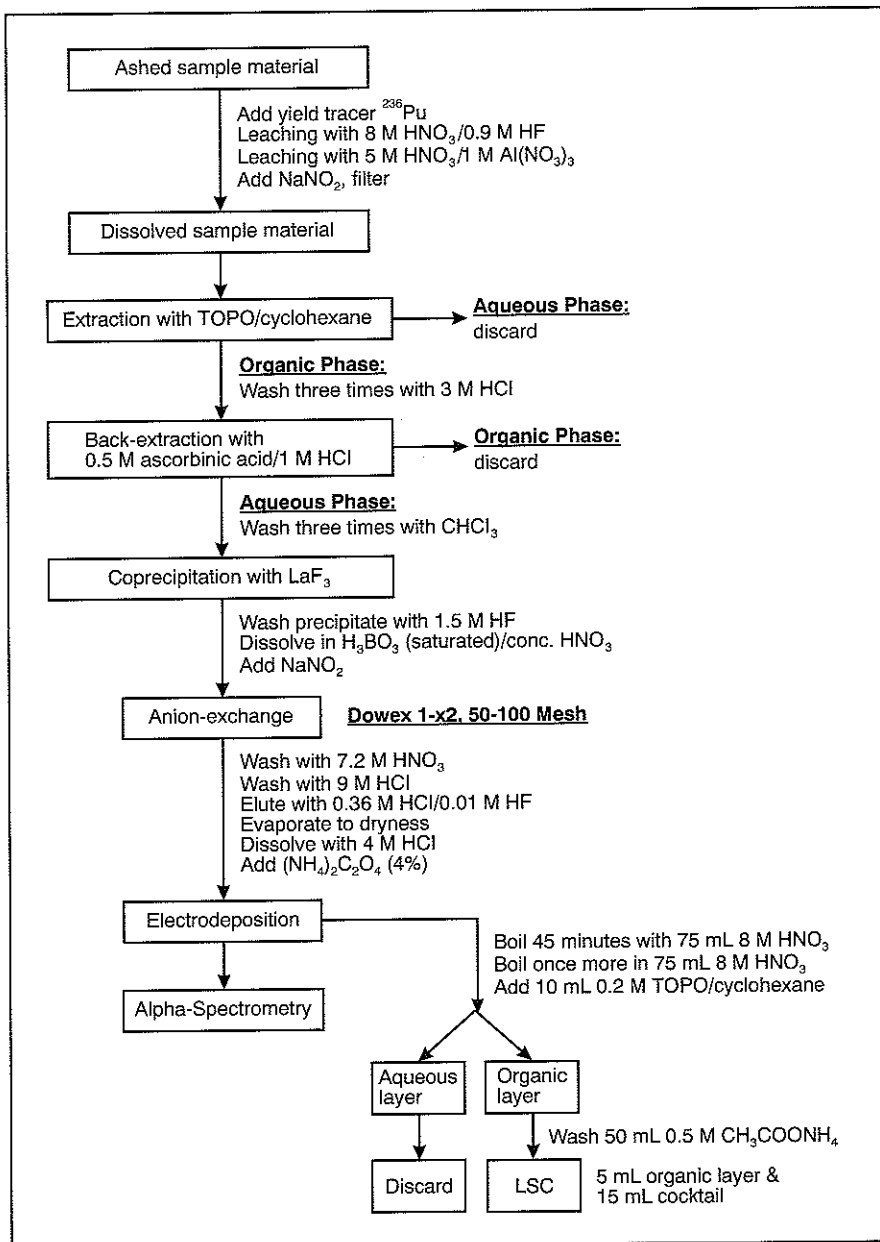 Ashed sample material
Add yield tracer ²³⁶Pu
Leaching with 8 M HNO₃/0.9 M HF
Leaching with 5 M HNO₃/1 M Al(NO₃)₃
Add NaNO₂, filter
Dissolved sample material
Extraction with TOPO/cyclohexane
Aqueous Phase:
discard
Organic Phase:
Wash three times with 3 M HCl
Back-extraction with
0.5 M ascorbinic acid/1 M HCl
Organic Phase:
discard
Aqueous Phase:
Wash three times with CHCl₃
Coprecipitation with LaF₃
Wash precipitate with 1.5 M HF
Dissolve in H₃BO₃ (saturated)/conc. HNO₃
Add NaNO₂
Anion-exchange
Dowex 1-x2, 50-100 Mesh
Wash with 7.2 M HNO₃
Wash with 9 M HCl
Elute with 0.36 M HCl/0.01 M HF
Evaporate to dryness
Dissolve with 4 M HCl
Add (NH₄)₂C₂O₄ (4%)
Electrodeposition
Boil 45 minutes with 75 mL 8 M HNO₃
Boil once more in 75 mL 8 M HNO₃
Add 10 mL 0.2 M TOPO/cyclohexane
Alpha-Spectrometry
Aqueous
layer
Organic
layer
Wash 50 mL 0.5 M CH₃COONH₄
Discard
LSC
5 mL organic layer &
15 mL cocktail